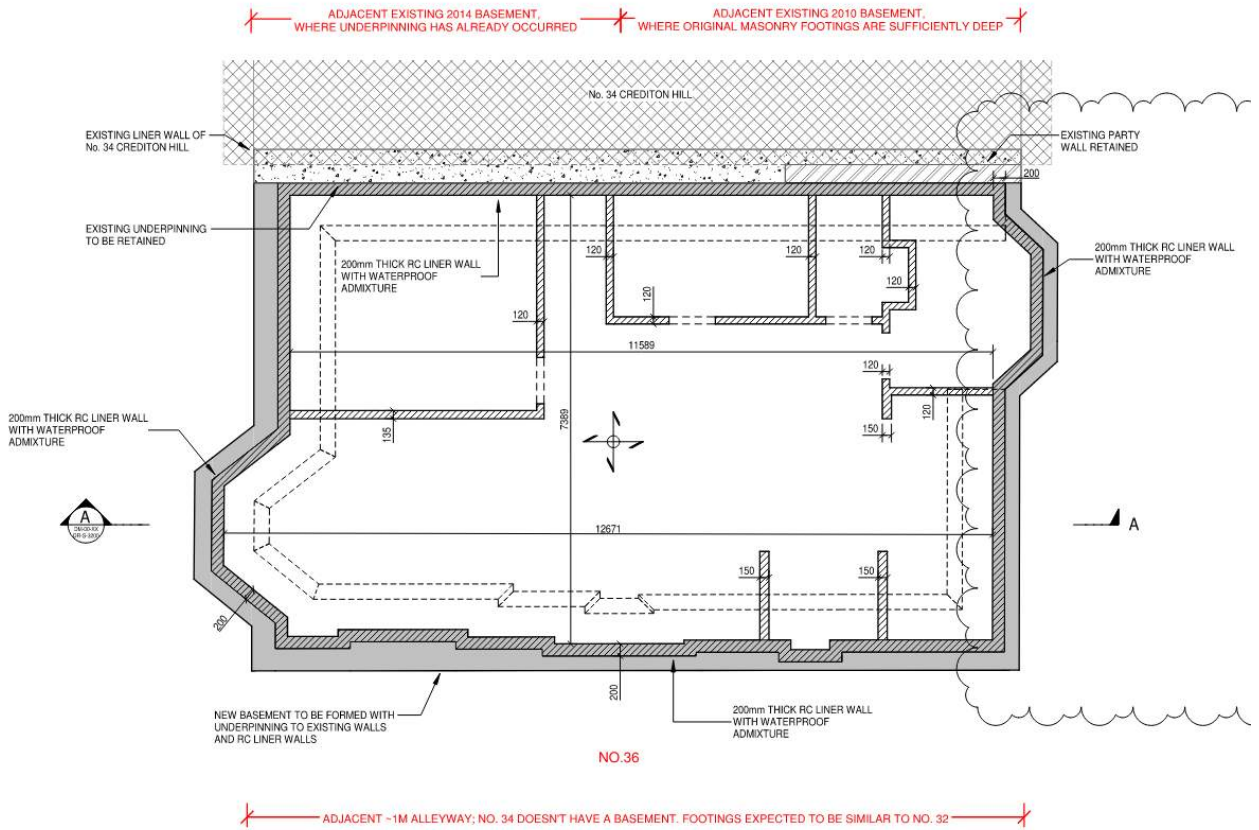 ADJACENT EXISTING 2014 BASEMENT,
WHERE UNDERPINNING HAS ALREADY OCCURRED
ADJACENT EXISTING 2010 BASEMENT,
WHERE ORIGINAL MASONRY FOOTINGS ARE SUFFICIENTLY DEEP
No. 34 CREDITON HILL
EXISTING LINER WALL OF
No. 34 CREDITON HILL
EXISTING PARTY
WALL RETAINED
200
EXISTING UNDERPINNING
TO BE RETAINED
200mm THICK RC LINER WALL
WITH WATERPROOF
ADMIXTURE
120
120
120
200mm THICK RC LINER WALL
WITH WATERPROOF
ADMIXTURE
120
120
120
11589
120
120
150
135
7389
200mm THICK RC LINER WALL
WITH WATERPROOF
ADMIXTURE
A
A
12671
150
150
200
200
NEW BASEMENT TO BE FORMED WITH
UNDERPINNING TO EXISTING WALLS
AND RC LINER WALLS
200mm THICK RC LINER WALL
WITH WATERPROOF
ADMIXTURE
NO.36
ADJACENT ~1M ALLEYWAY; NO. 34 DOESN'T HAVE A BASEMENT. FOOTINGS EXPECTED TO BE SIMILAR TO NO. 32